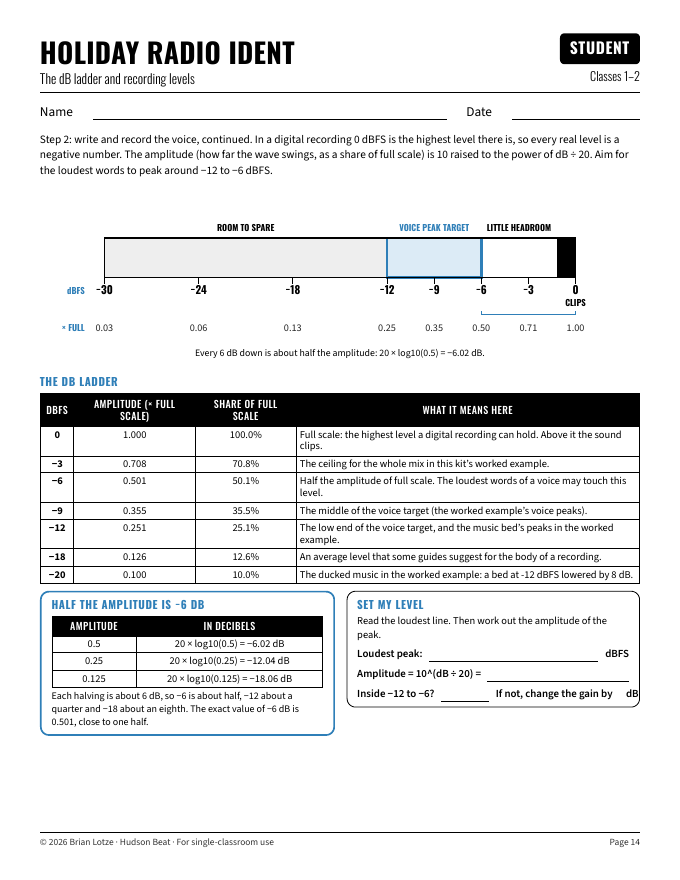 HOLIDAY RADIO IDENT
STUDENT
The dB ladder and recording levels
Classes 1–2
Name
Date
Step 2: write and record the voice, continued. In a digital recording 0 dBFS is the highest level there is, so every real level is a
negative number. The amplitude (how far the wave swings, as a share of full scale) is 10 raised to the power of dB ÷ 20. Aim for
the loudest words to peak around −12 to −6 dBFS.
ROOM TO SPARE VOICE PEAK TARGET LITTLE HEADROOM
dBFS −30 −24 −18 −12 −9 −6 −3 0
CLIPS
× FULL 0.03 0.06 0.13 0.25 0.35 0.50 0.71 1.00
Every 6 dB down is about half the amplitude: 20 × log10(0.5) = −6.02 dB.
THE DB LADDER
DBFS AMPLITUDE (× FULL SCALE) SHARE OF FULL SCALE WHAT IT MEANS HERE
0 1.000 100.0% Full scale: the highest level a digital recording can hold. Above it the sound
clips.
−3 0.708 70.8% The ceiling for the whole mix in this kit's worked example.
−6 0.501 50.1% Half the amplitude of full scale. The loudest words of a voice may touch this
level.
−9 0.355 35.5% The middle of the voice target (the worked example's voice peaks).
−12 0.251 25.1% The low end of the voice target, and the music bed's peaks in the worked
example.
−18 0.126 12.6% An average level that some guides suggest for the body of a recording.
−20 0.100 10.0% The ducked music in the worked example: a bed at -12 dBFS lowered by 8 dB.
HALF THE AMPLITUDE IS −6 DB
AMPLITUDE IN DECIBELS
0.5 20 × log10(0.5) = −6.02 dB
0.25 20 × log10(0.25) = −12.04 dB
0.125 20 × log10(0.125) = −18.06 dB
Each halving is about 6 dB, so −6 is about half, −12 about a
quarter and −18 about an eighth. The exact value of −6 dB is
0.501, close to one half.
SET MY LEVEL
Read the loudest line. Then work out the amplitude of the
peak.
Loudest peak: dBFS
Amplitude = 10^(dB ÷ 20) =
Inside −12 to −6? If not, change the gain by dB
© 2026 Brian Lotze · Hudson Beat · For single-classroom use
Page 14